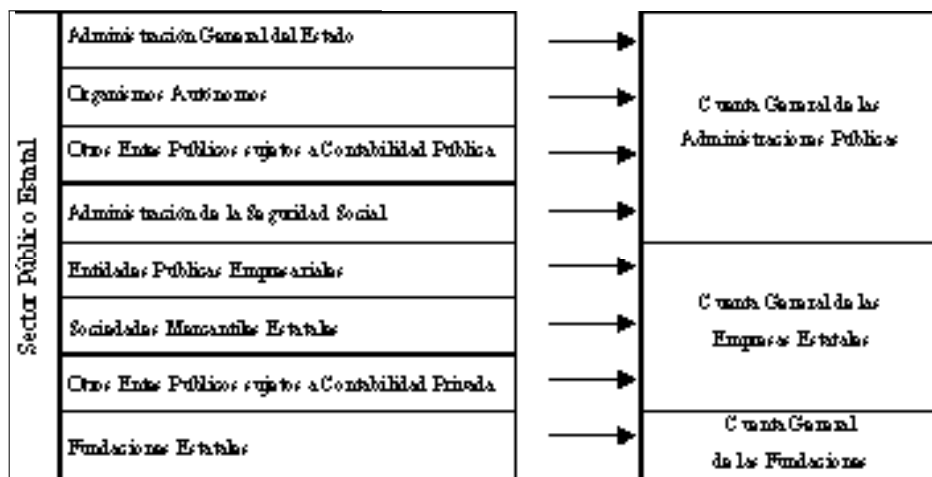 Sector Público Estatal
Administración General del Estado
Organismos Autónomos
Otros Entes Públicos sujetos a Contabilidad Pública
Administración de la Seguridad Social
Entidades Públicas Empresariales
Sociedades Mercantiles Estatales
Otros Entes Públicos sujetos a Contabilidad Privada
Fundaciones Estatales
Cuenta General de las
Administraciones Públicas
Cuenta General de las
Empresas Estatales
Cuenta General
de las Fundaciones